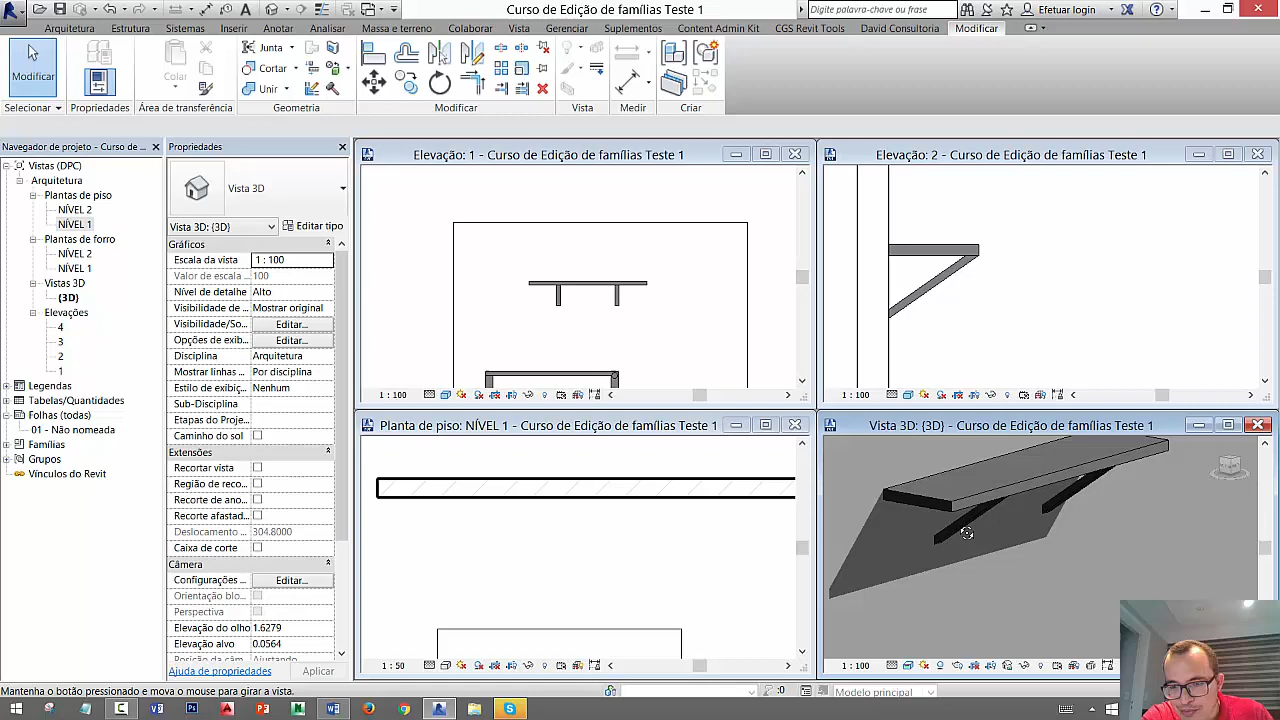 Curso de Edição de famílias Teste 1
Digite palavra-chave ou frase
Efetuar login
Arquitetura Estrutura Sistemas Inserir Anotar Analisar Massa e terreno Colaborar Vista Gerenciar Suplementos Content Admin Kit CGS Revit Tools David Consultoria Modificar
Modificar
Colar
Junta
Cortar
Unir
Selecionar Propriedades Área de transferência Geometria Modificar Vista Medir Criar
Navegador de projeto - Curso de ...
Vistas (DPC)
Arquitetura
Plantas de piso
NÍVEL 2
NÍVEL 1
Plantas de forro
NÍVEL 2
NÍVEL 1
Vistas 3D
{3D}
Elevações
4
3
2
1
Legendas
Tabelas/Quantidades
Folhas (todas)
01 - Não nomeada
Famílias
Grupos
Vínculos do Revit
Propriedades
Vista 3D
Vista 3D: {3D}
Editar tipo
Gráficos
Escala da vista 1 : 100
Valor de escala ... 100
Nível de detalhe Alto
Visibilidade de ... Mostrar original
Visibilidade/So... Editar...
Opções de exib... Editar...
Disciplina Arquitetura
Mostrar linhas ... Por disciplina
Estilo de exibiç... Nenhum
Sub-Disciplina
Etapas do Proje...
Caminho do sol
Extensões
Recortar vista
Região de reco...
Recorte de ano...
Recorte afastad...
Deslocamento ... 304.8000
Caixa de corte
Câmera
Configurações ... Editar...
Orientação blo...
Perspectiva
Elevação do olho 1.6279
Elevação alvo 0.0564
Posição da câm... Ajustando
Ajuda de propriedades
Aplicar
Elevação: 1 - Curso de Edição de famílias Teste 1
1 : 100
Elevação: 2 - Curso de Edição de famílias Teste 1
1 : 100
Planta de piso: NÍVEL 1 - Curso de Edição de famílias Teste 1
1 : 50
Vista 3D: {3D} - Curso de Edição de famílias Teste 1
1 : 100
Mantenha o botão pressionado e mova o mouse para girar a vista.
:0
Modelo principal